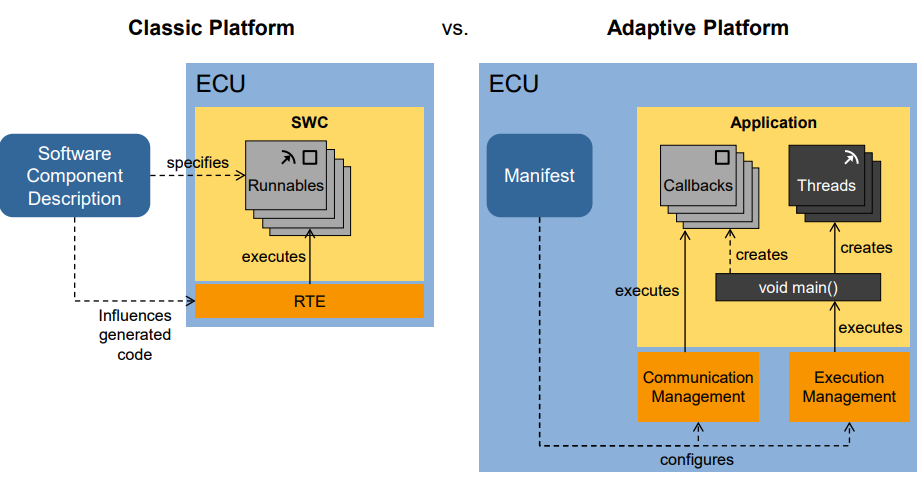 Classic Platform
vs.
Adaptive Platform
ECU
SWC
Software
Component
Description
specifies
Runnables
executes
RTE
Influences
generated
code
ECU
Application
Manifest
Callbacks
Threads
creates
creates
executes
void main()
executes
Communication
Management
Execution
Management
configures